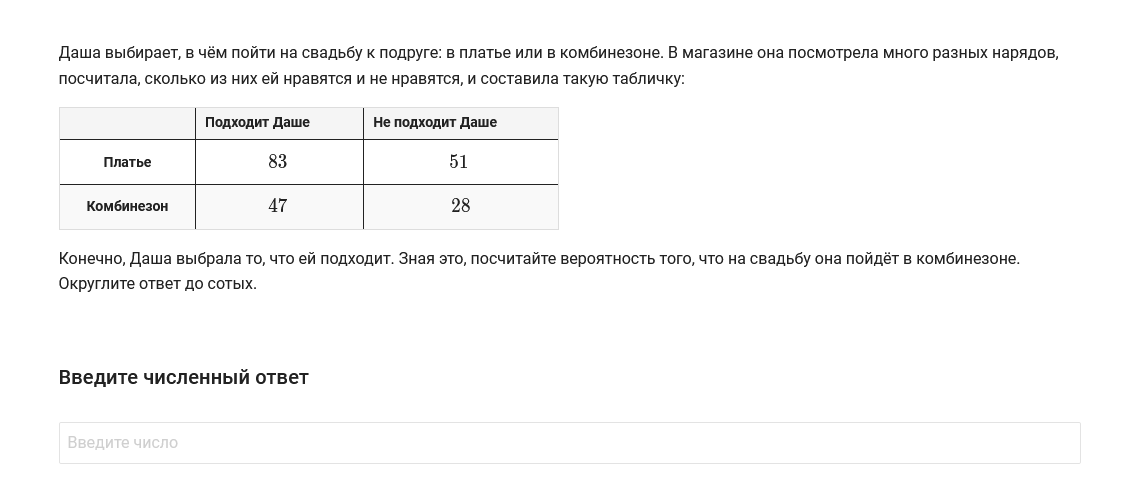 Даша выбирает, в чём пойти на свадьбу к подруге: в платье или в комбинезоне. В магазине она посмотрела много разных нарядов,
посчитала, сколько из них ей нравятся и не нравятся, и составила такую табличку:
Подходит Даше Не подходит Даше
Платье 83 51
Комбинезон 47 28
Конечно, Даша выбрала то, что ей подходит. Зная это, посчитайте вероятность того, что на свадьбу она пойдёт в комбинезоне.
Округлите ответ до сотых.
Введите численный ответ
Введите число